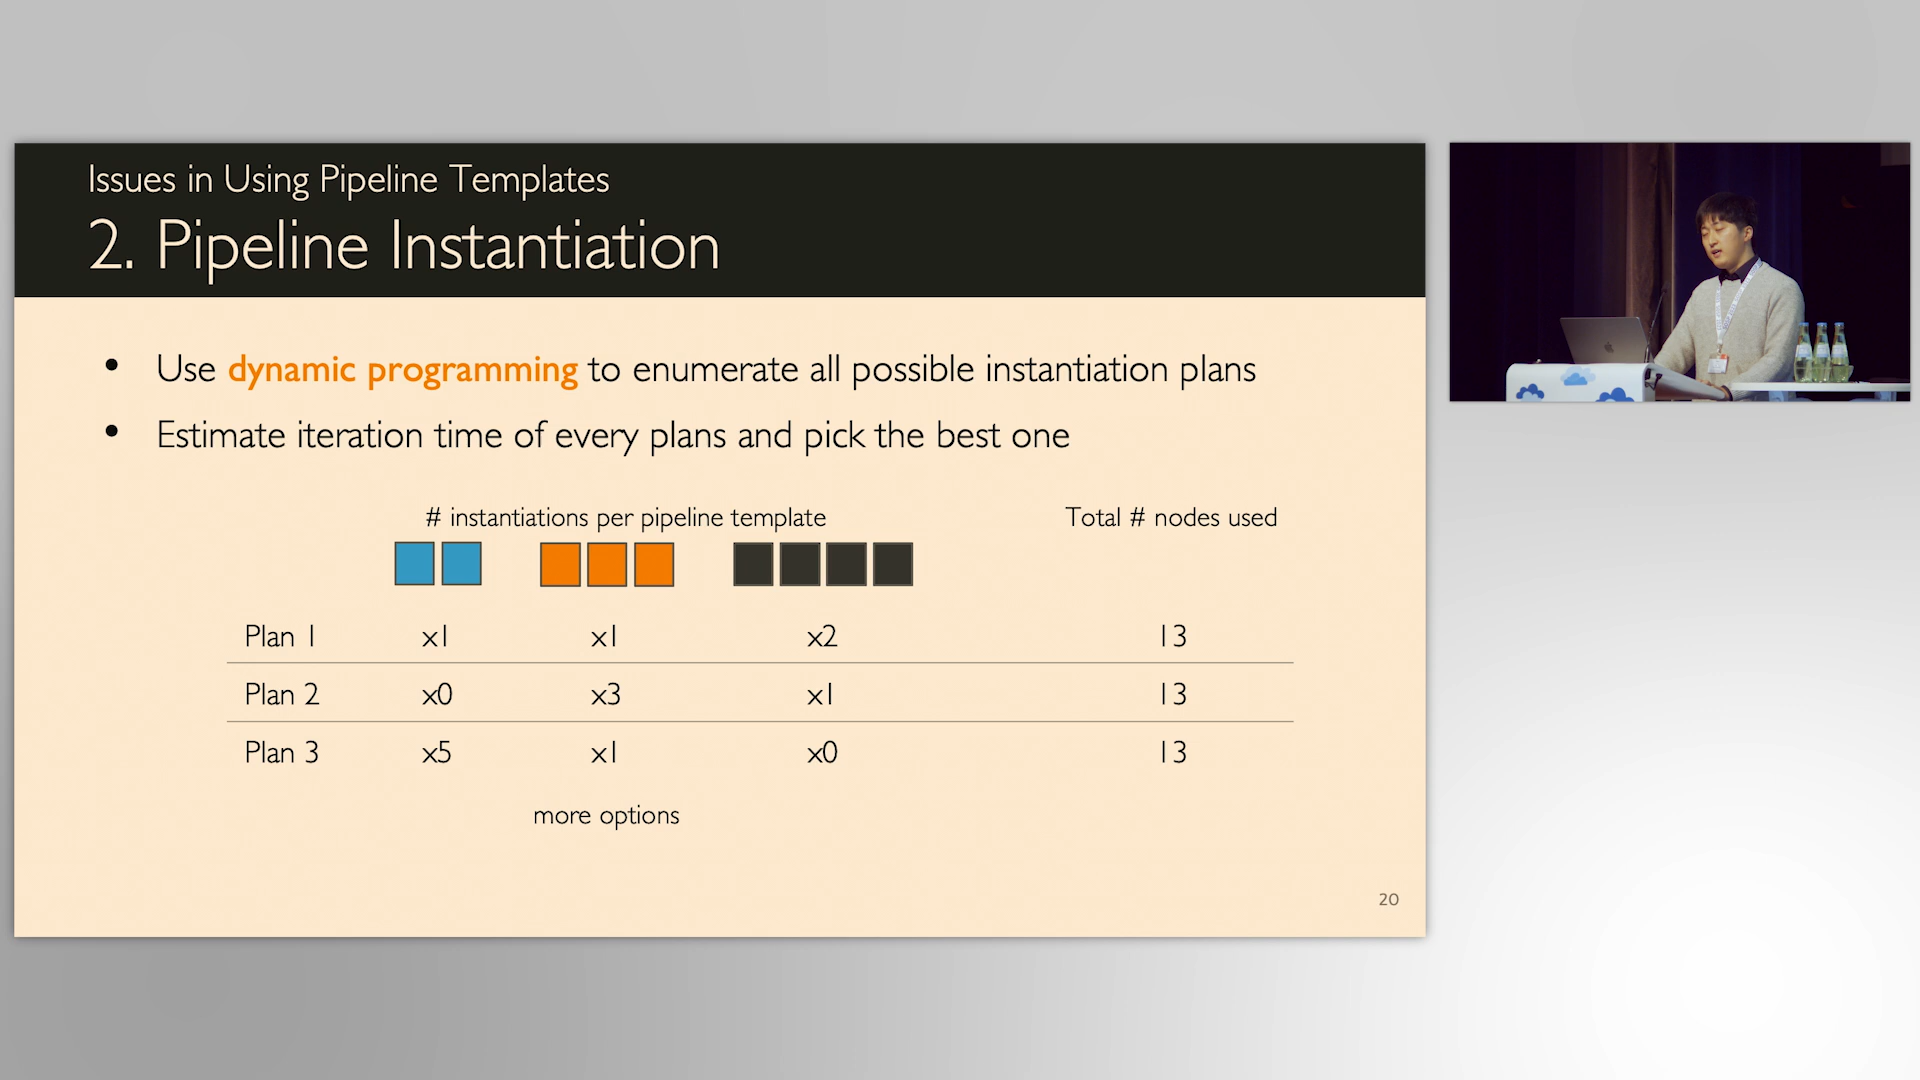 Issues in Using Pipeline Templates
2. Pipeline Instantiation
• Use dynamic programming to enumerate all possible instantiation plans
• Estimate iteration time of every plans and pick the best one
# instantiations per pipeline template Total # nodes used
Plan 1 x1 x1 x2 13
Plan 2 x0 x3 x1 13
Plan 3 x5 x1 x0 13
more options
20